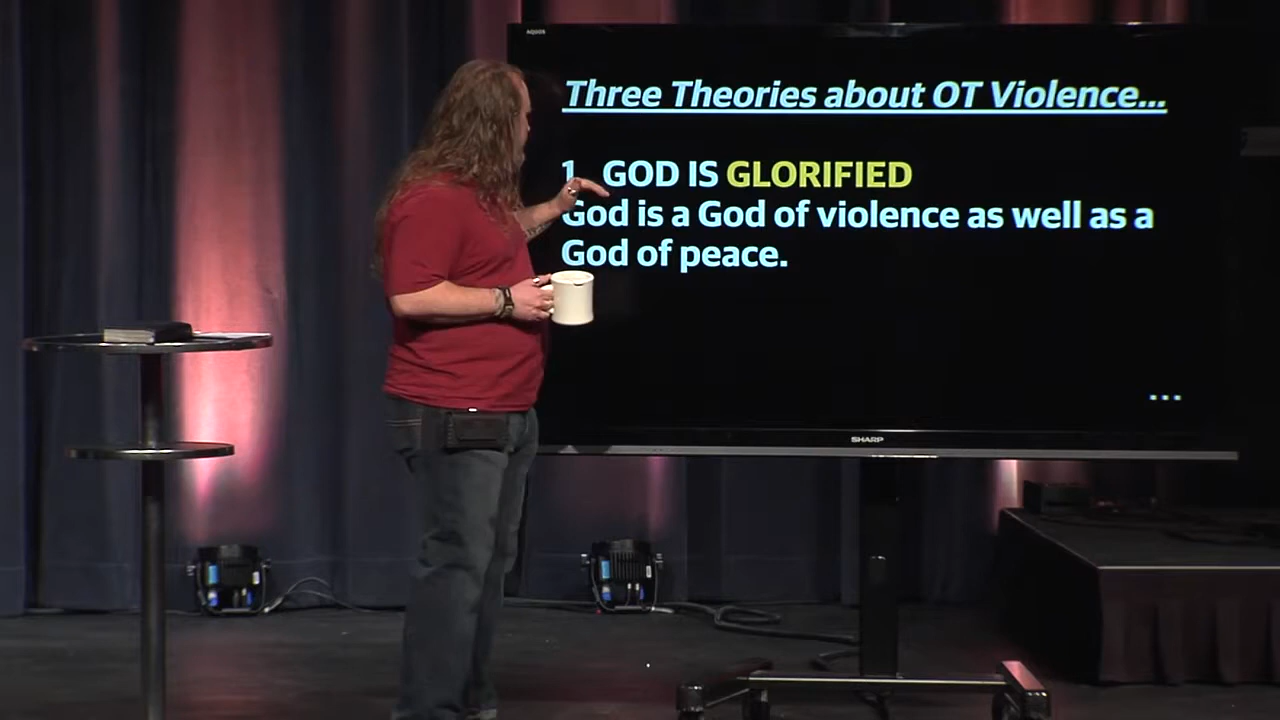 AQUOS
Three Theories about OT Violence...
1. GOD IS GLORIFIED
God is a God of violence as well as a
God of peace.
...
SHARP